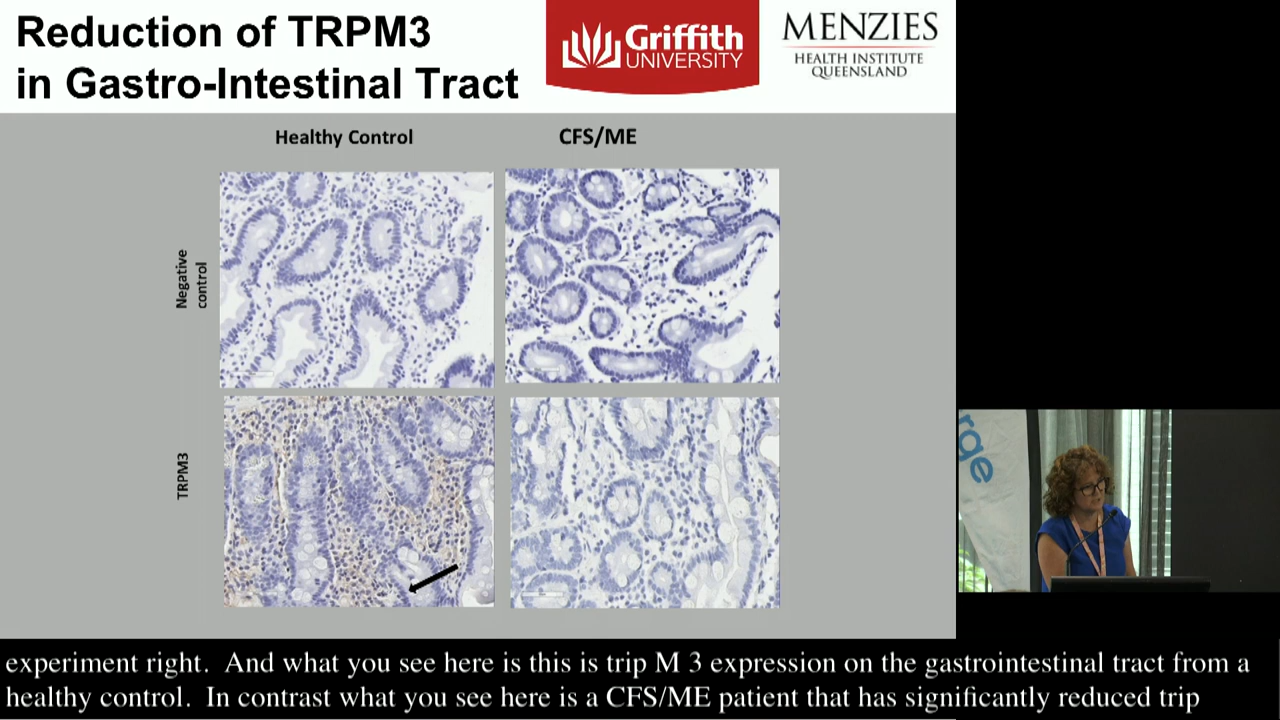 Reduction of TRPM3
in Gastro-Intestinal Tract
Griffith
UNIVERSITY
MENZIES
HEALTH INSTITUTE
QUEENSLAND
Healthy Control
CFS/ME
Negative
control
TRPM3
rge
experiment right.  And what you see here is this is trip M 3 expression on the gastrointestinal tract from a
healthy control.  In contrast what you see here is a CFS/ME patient that has significantly reduced trip